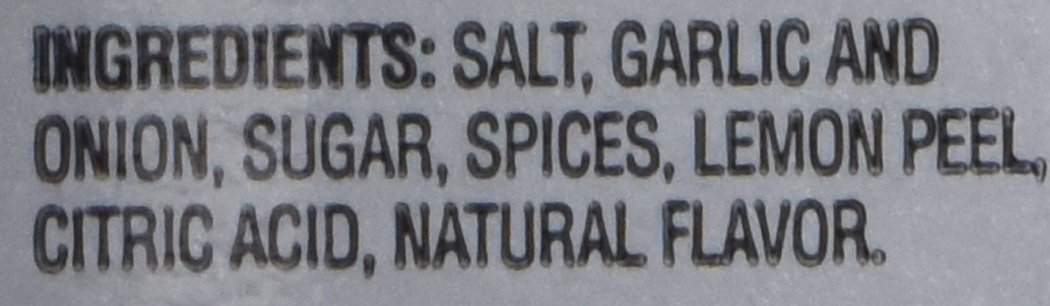 INGREDIENTS: SALT, GARLIC AND
ONION, SUGAR, SPICES, LEMON PEEL,
CITRIC ACID, NATURAL FLAVOR.